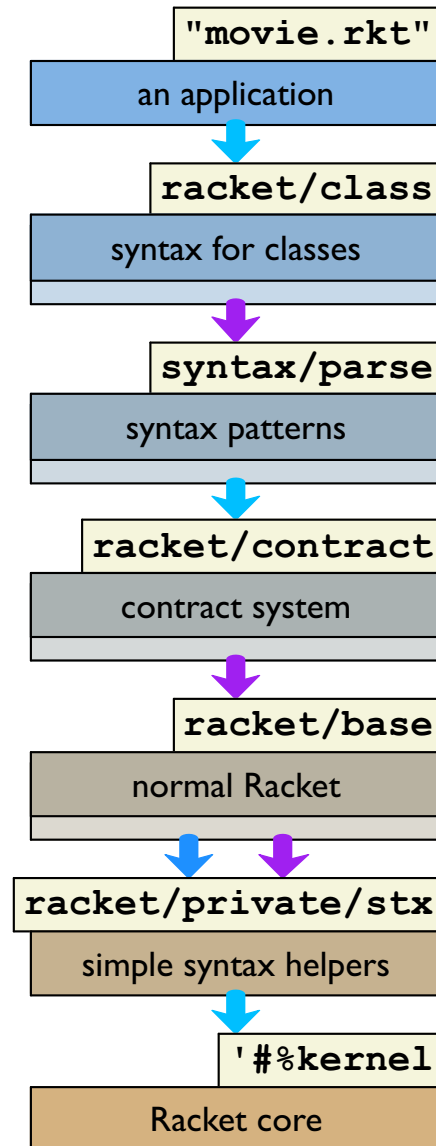 "movie.rkt"
an application
racket/class
syntax for classes
syntax/parse
syntax patterns
racket/contract
contract system
racket/base
normal Racket
racket/private/stx
simple syntax helpers
'#%kernel
Racket core